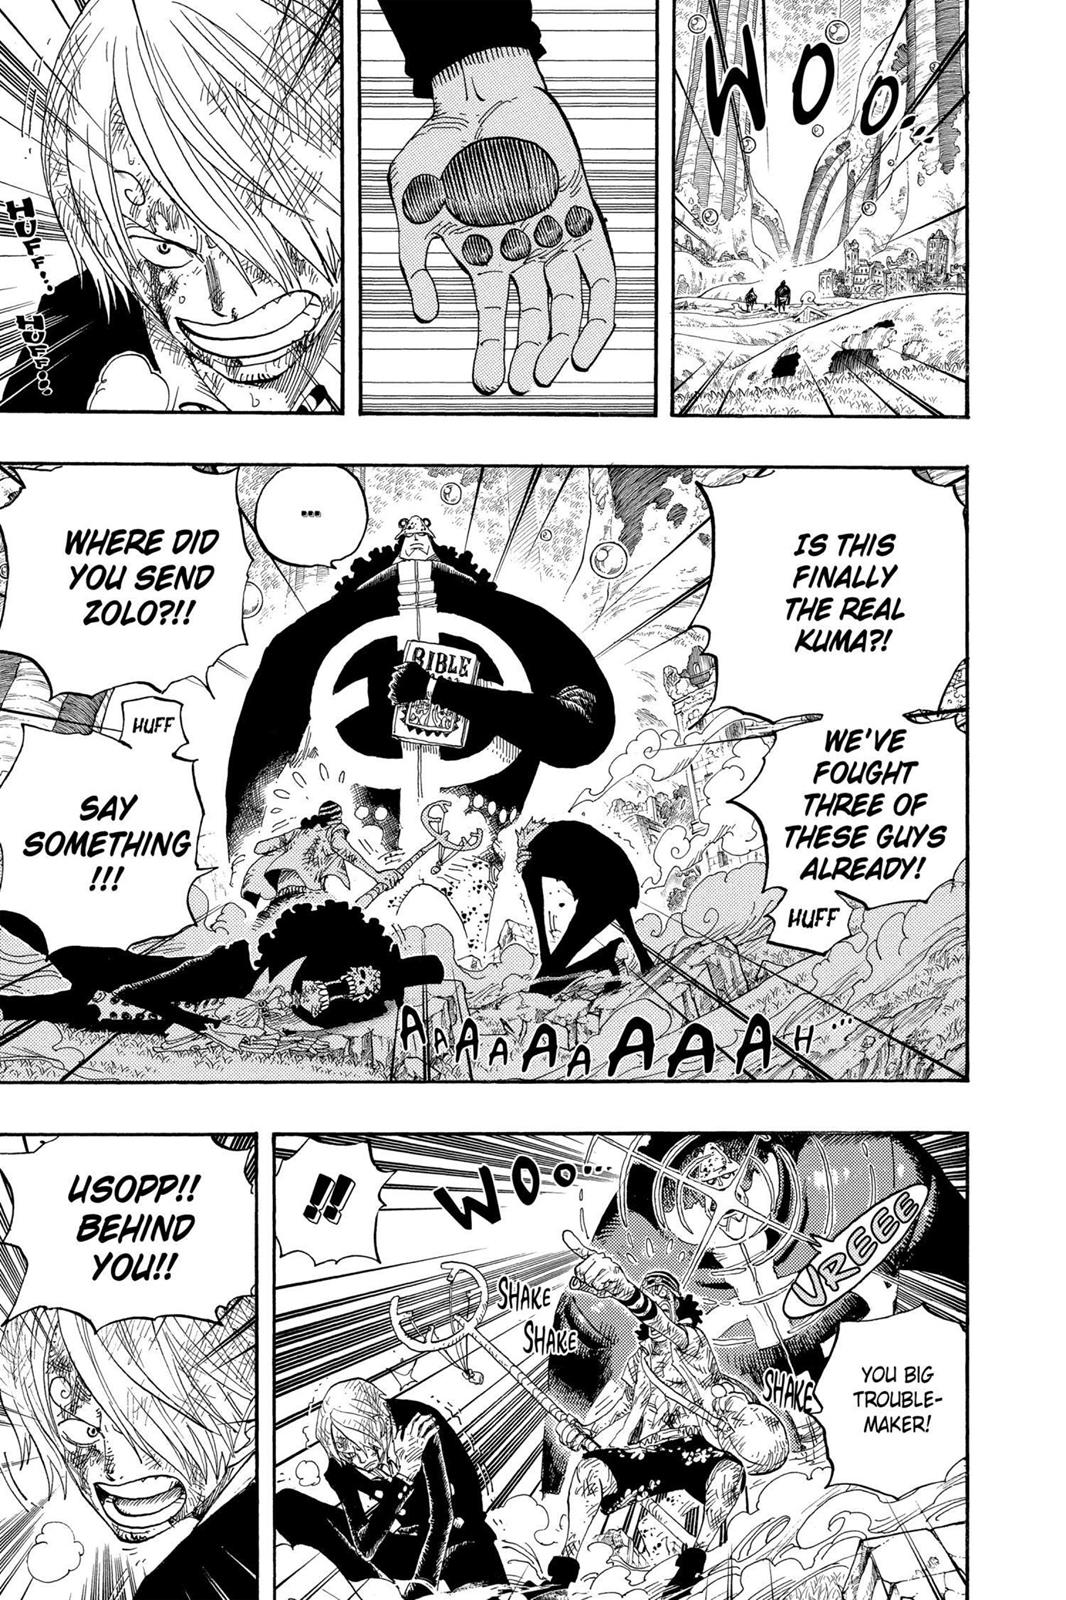 WOO...
HUFF..
HUFF..
IS THIS
FINALLY
THE REAL
KUMA?!
WE'VE
FOUGHT
THREE OF
THESE GUYS
ALREADY!
HUFF
...
BIBLE
WHERE DID
YOU SEND
ZOLO?!!
HUFF
SAY
SOMETHING
!!!
AAAAAAAAAH...
WOO...
VREEE
YOU BIG
TROUBLE-
MAKER!
SHAKE
SHAKE
SHAKE
!!
USOPP!!
BEHIND
YOU!!